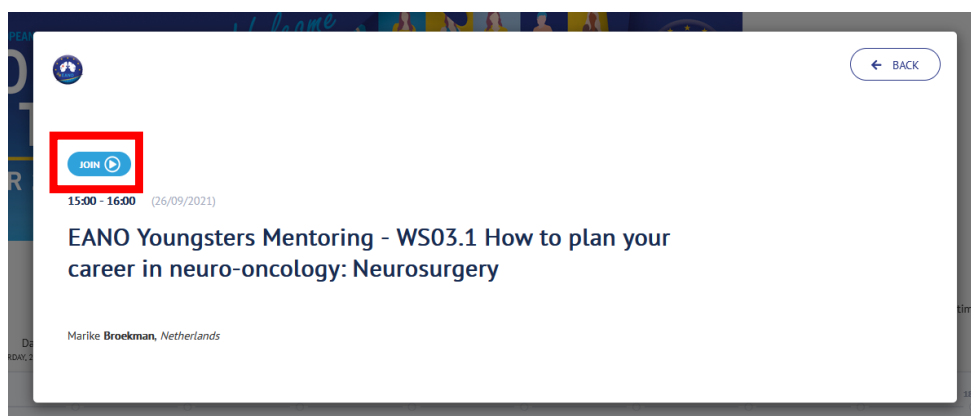 Welcome
BACK
JOIN
15:00 - 16:00 (26/09/2021)
EANO Youngsters Mentoring - WS03.1 How to plan your
career in neuro-oncology: Neurosurgery
Marike Broekman, Netherlands